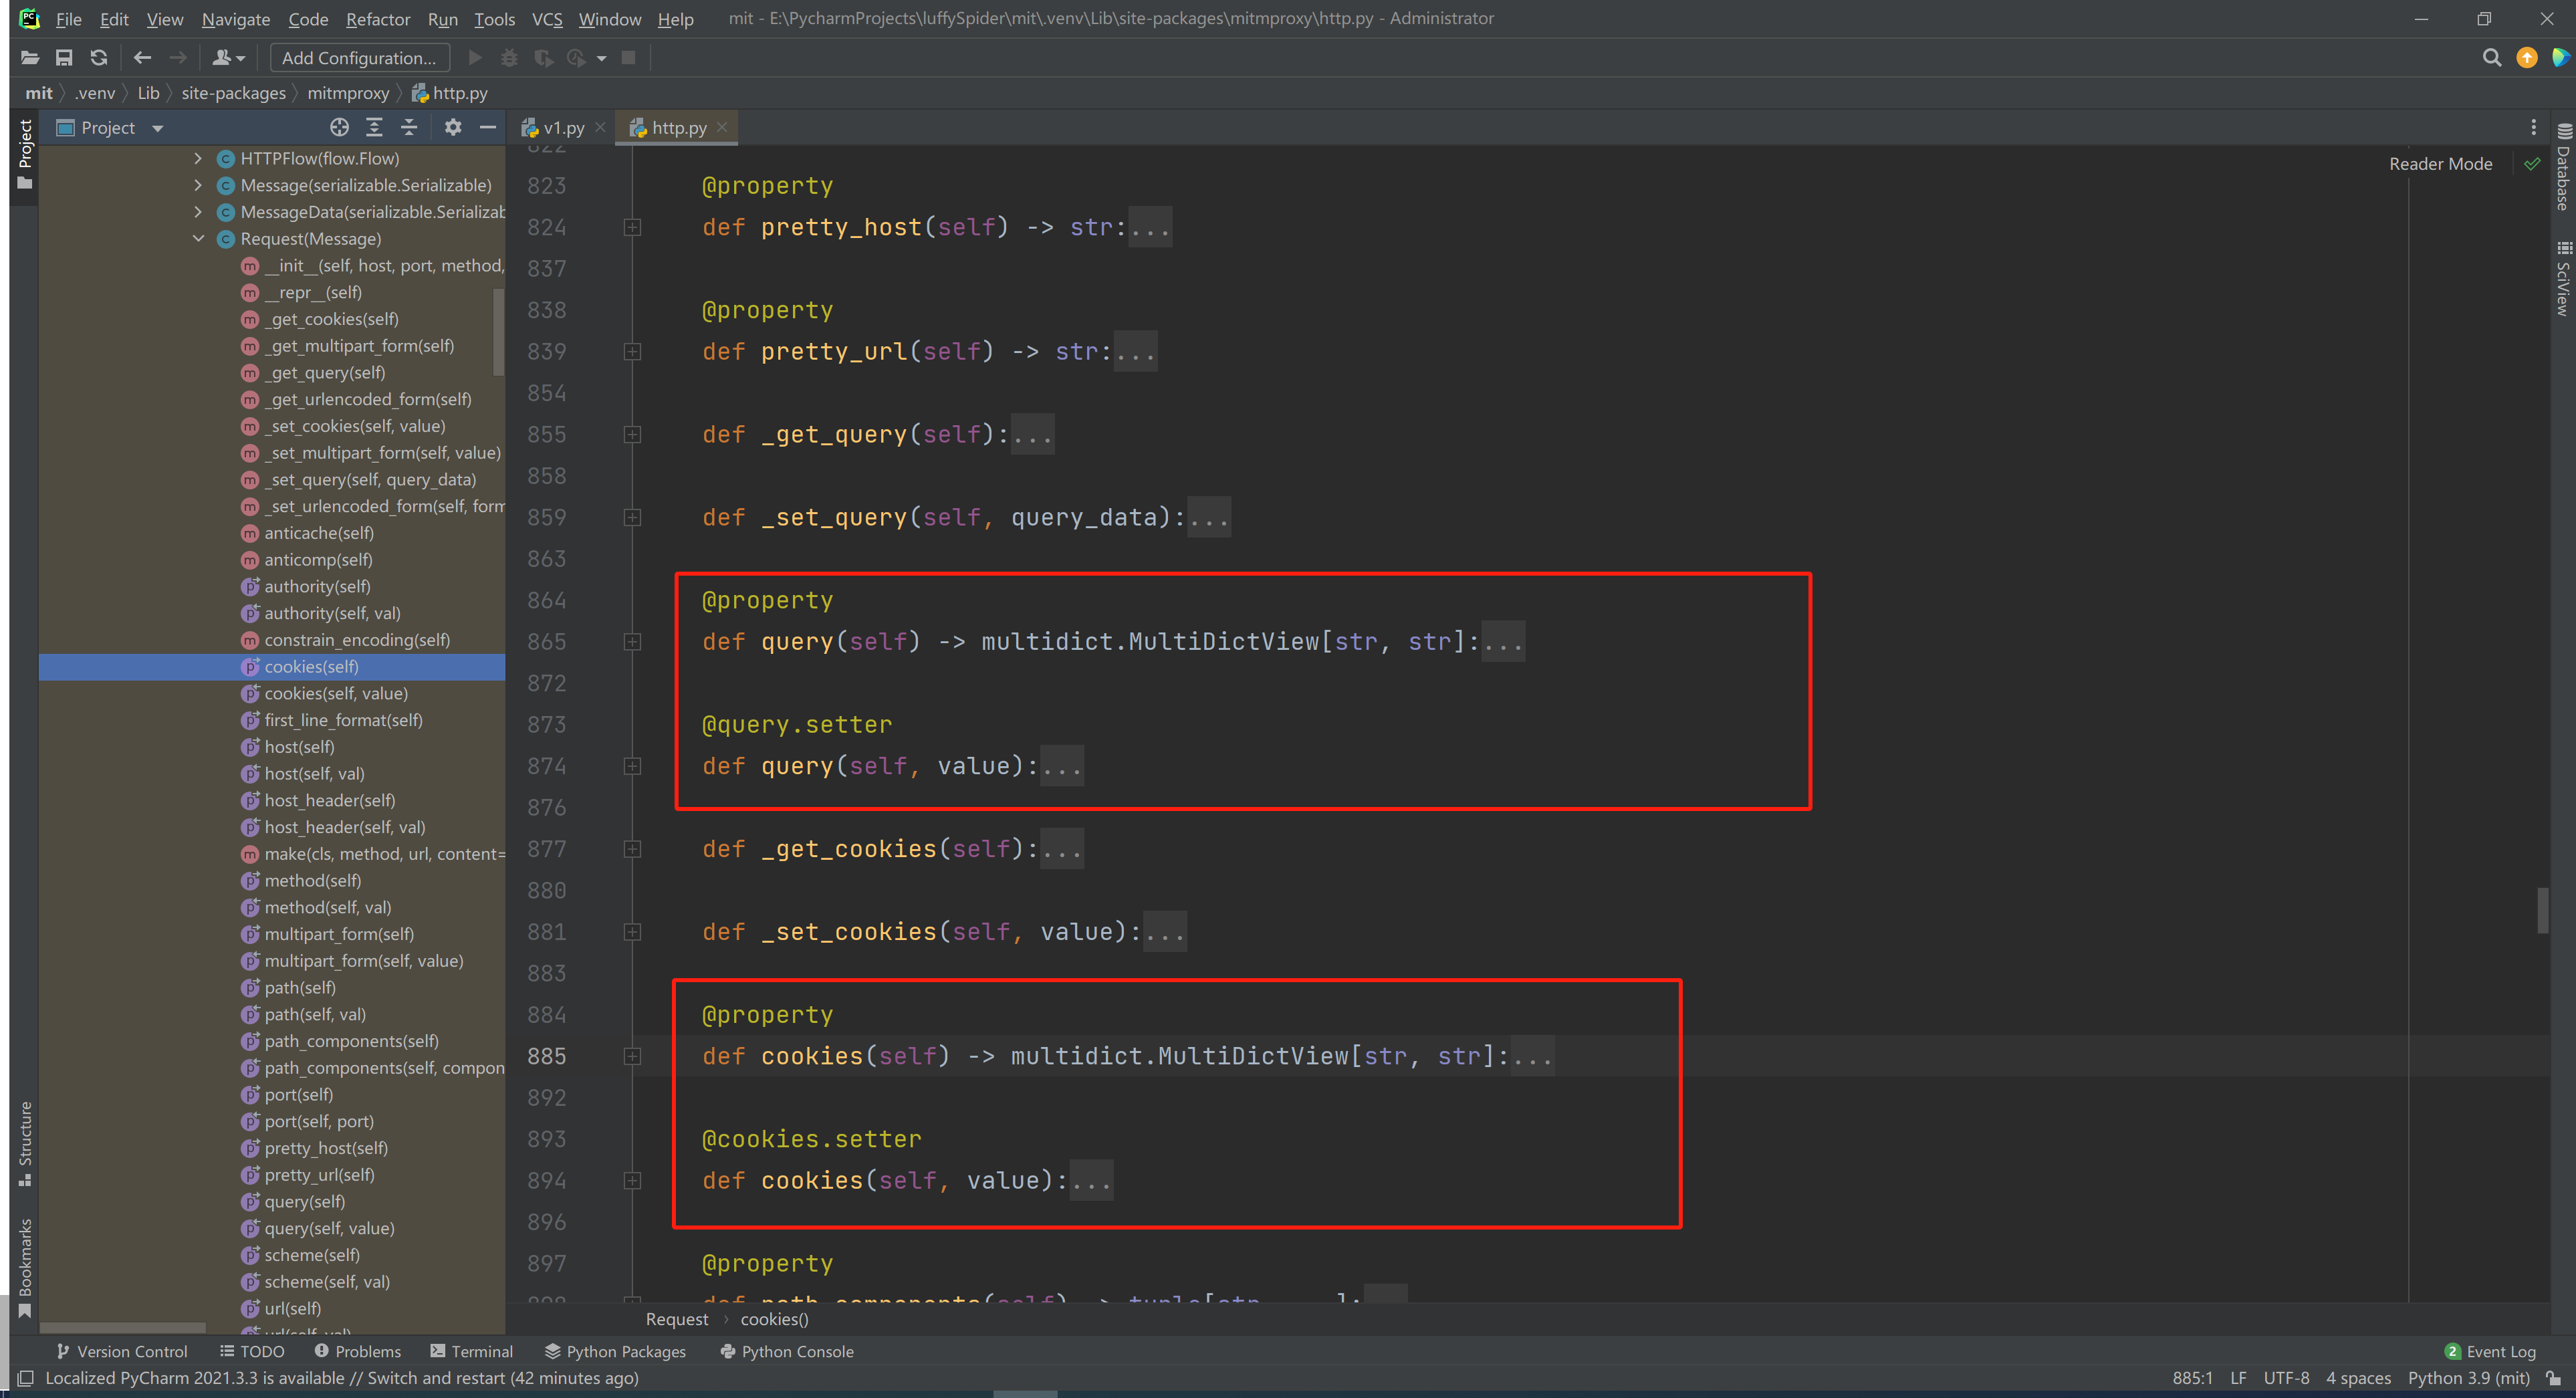 File Edit View Navigate Code Refactor Run Tools VCS Window Help mit - E:\PycharmProjects\luffySpider\mit\.venv\Lib\site-packages\mitmproxy\http.py - Administrator
Add Configuration...
mit .venv Lib site-packages mitmproxy http.py
Project
Project
v1.py
http.py
HTTPFlow(flow.Flow)
Message(serializable.Serializable)
MessageData(serializable.Serializab
Request(Message)
__init__(self, host, port, method,
__repr__(self)
_get_cookies(self)
_get_multipart_form(self)
_get_query(self)
_get_urlencoded_form(self)
_set_cookies(self, value)
_set_multipart_form(self, value)
_set_query(self, query_data)
_set_urlencoded_form(self, form
anticache(self)
anticomp(self)
authority(self)
authority(self, val)
constrain_encoding(self)
cookies(self)
cookies(self, value)
first_line_format(self)
host(self)
host(self, val)
host_header(self)
host_header(self, val)
make(cls, method, url, content=
method(self)
method(self, val)
multipart_form(self)
multipart_form(self, value)
path(self)
path(self, val)
path_components(self)
path_components(self, compon
port(self)
port(self, port)
pretty_host(self)
pretty_url(self)
query(self)
query(self, value)
scheme(self)
scheme(self, val)
url(self)
url(self, val)
Structure
Bookmarks
822
823 @property
824 def pretty_host(self) -> str:...
837
838 @property
839 def pretty_url(self) -> str:...
854
855 def _get_query(self):...
858
859 def _set_query(self, query_data):...
863
864 @property
865 def query(self) -> multidict.MultiDictView[str, str]:...
872
873 @query.setter
874 def query(self, value):...
876
877 def _get_cookies(self):...
880
881 def _set_cookies(self, value):...
883
884 @property
885 def cookies(self) -> multidict.MultiDictView[str, str]:...
892
893 @cookies.setter
894 def cookies(self, value):...
896
897 @property
898 def path_components(self) -> tuple[str, ...]:
Reader Mode
Database
SciView
Request cookies()
Version Control TODO Problems Terminal Python Packages Python Console 2 Event Log
Localized PyCharm 2021.3.3 is available // Switch and restart (42 minutes ago) 885:1 LF UTF-8 4 spaces Python 3.9 (mit)